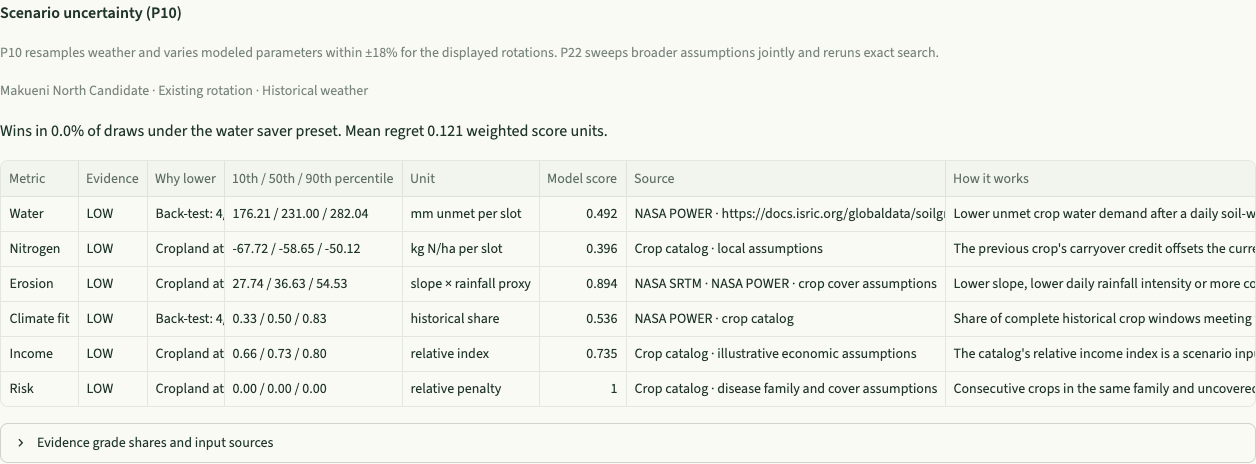 Scenario uncertainty (P10)
P10 resamples weather and varies modeled parameters within ±18% for the displayed rotations. P22 sweeps broader assumptions jointly and reruns exact search.
Makueni North Candidate · Existing rotation · Historical weather
Wins in 0.0% of draws under the water saver preset. Mean regret 0.121 weighted score units.
Metric Evidence Why lower 10th / 50th / 90th percentile Unit Model score Source How it works
Water LOW Back-test: 4, 176.21 / 231.00 / 282.04 mm unmet per slot 0.492 NASA POWER · https://docs.isric.org/globaldata/soilg Lower unmet crop water demand after a daily soil-w
Nitrogen LOW Cropland at -67.72 / -58.65 / -50.12 kg N/ha per slot 0.396 Crop catalog · local assumptions The previous crop's carryover credit offsets the curre
Erosion LOW Cropland at 27.74 / 36.63 / 54.53 slope × rainfall proxy 0.894 NASA SRTM · NASA POWER · crop cover assumptions Lower slope, lower daily rainfall intensity or more co
Climate fit LOW Back-test: 4, 0.33 / 0.50 / 0.83 historical share 0.536 NASA POWER · crop catalog Share of complete historical crop windows meeting
Income LOW Cropland at 0.66 / 0.73 / 0.80 relative index 0.735 Crop catalog · illustrative economic assumptions The catalog's relative income index is a scenario inpu
Risk LOW Cropland at 0.00 / 0.00 / 0.00 relative penalty 1 Crop catalog · disease family and cover assumptions Consecutive crops in the same family and uncovered
Evidence grade shares and input sources